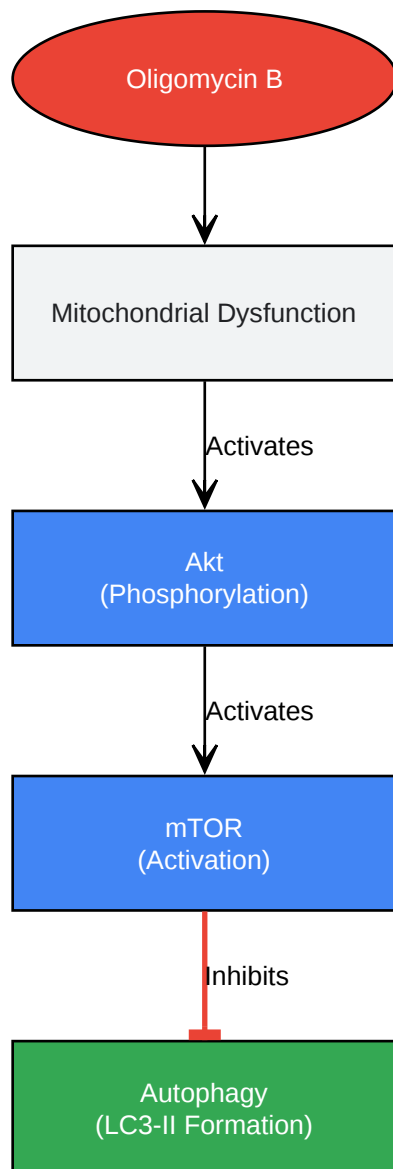 Oligomycin B
Mitochondrial Dysfunction
Activates
Akt
(Phosphorylation)
Activates
mTOR
(Activation)
Inhibits
Autophagy
(LC3-II Formation)